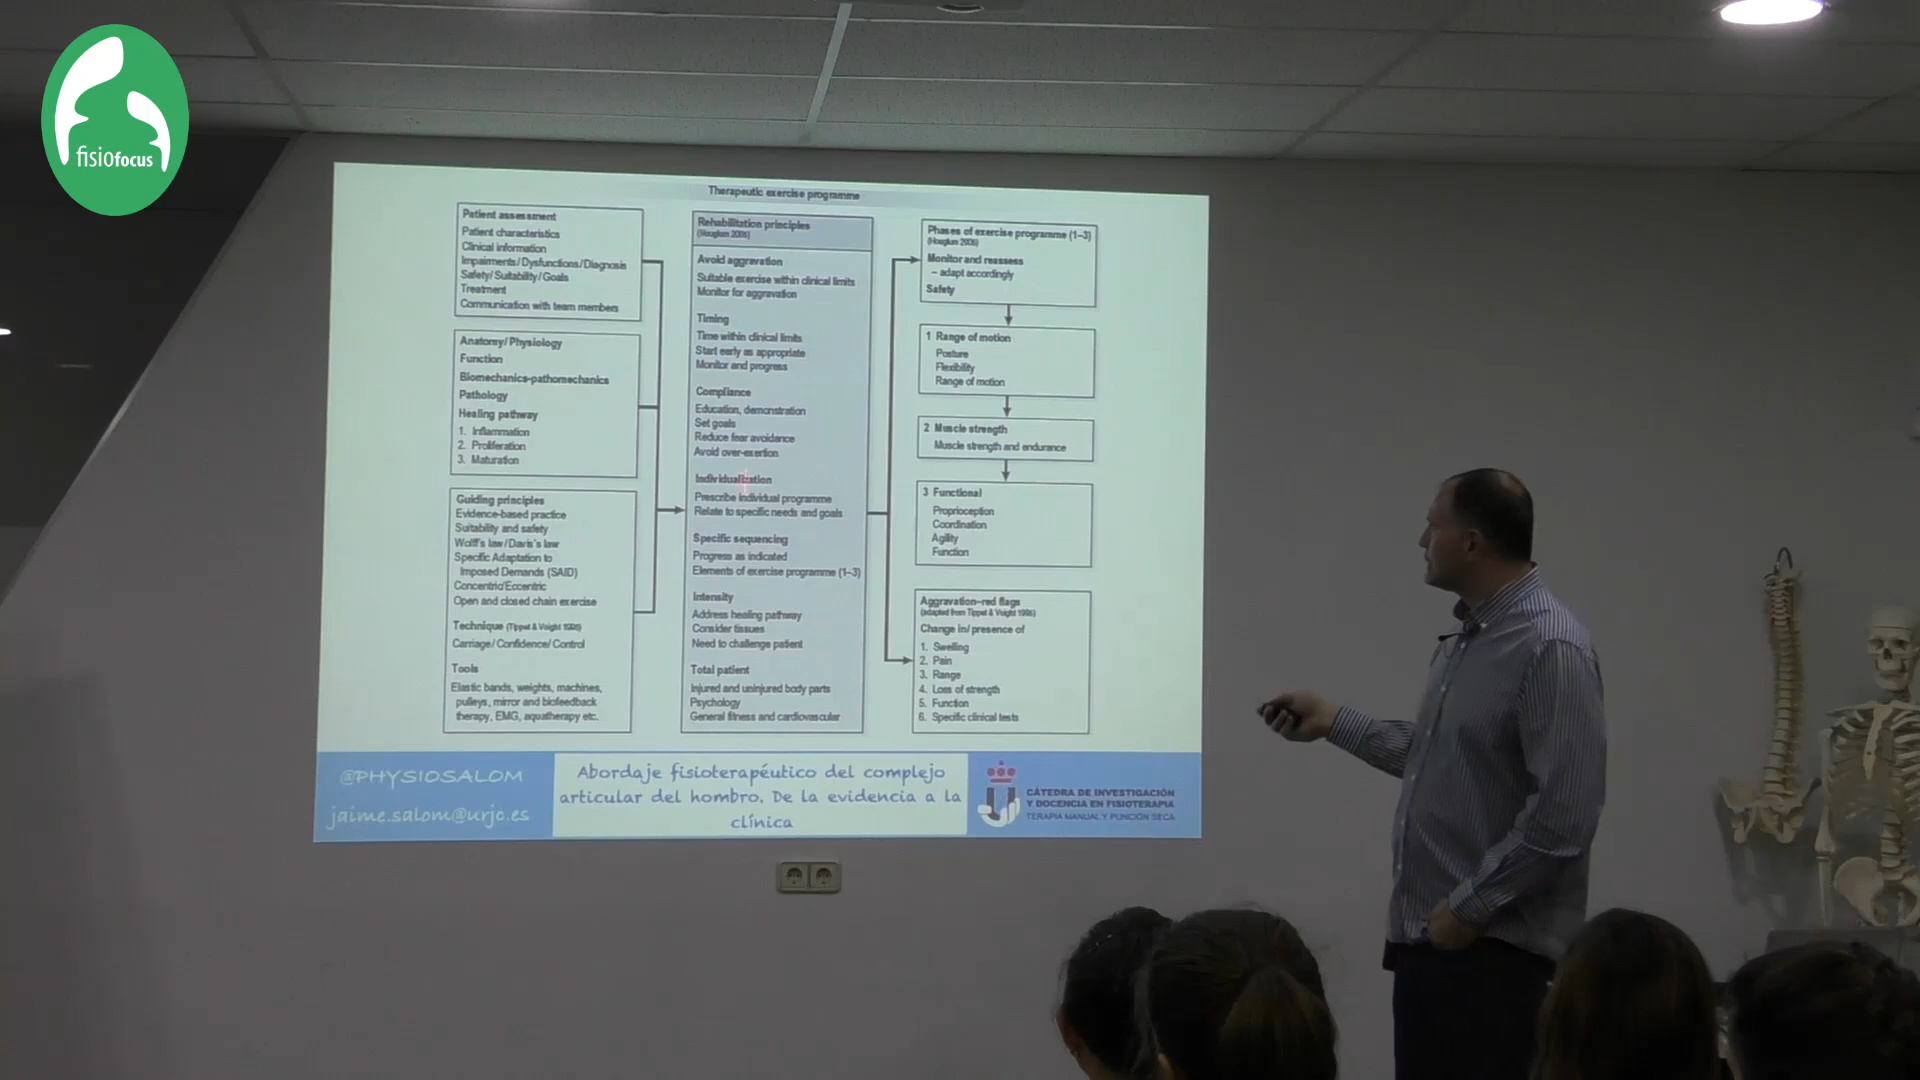 fisiofocus
Therapeutic exercise programme
Patient assessment
Patient characteristics
Clinical information
Impairments/Dysfunctions/Diagnosis
Safety/Suitability/Goals
Treatment
Communication with team members
Anatomy/Physiology
Function
Biomechanics-pathomechanics
Pathology
Healing pathway
1. Inflammation
2. Proliferation
3. Maturation
Guiding principles
Evidence-based practice
Suitability and safety
Wolff's law/Davis's law
Specific Adaptation to
Imposed Demands (SAID)
Concentric/Eccentric
Open and closed chain exercise
Technique (Tippet & Voight 1995)
Carriage/Confidence/Control
Tools
Elastic bands, weights, machines,
pulleys, mirror and biofeedback
therapy, EMG, aquatherapy etc.
Rehabilitation principles
(Houglum 2005)
Avoid aggravation
Suitable exercise within clinical limits
Monitor for aggravation
Timing
Time within clinical limits
Start early as appropriate
Monitor and progress
Compliance
Education, demonstration
Set goals
Reduce fear avoidance
Avoid over-exertion
Individualization
Prescribe individual programme
Relate to specific needs and goals
Specific sequencing
Progress as indicated
Elements of exercise programme (1–3)
Intensity
Address healing pathway
Consider tissues
Need to challenge patient
Total patient
Injured and uninjured body parts
Psychology
General fitness and cardiovascular
Phases of exercise programme (1–3)
(Houglum 2005)
Monitor and reassess
– adapt accordingly
Safety
1 Range of motion
Posture
Flexibility
Range of motion
2 Muscle strength
Muscle strength and endurance
3 Functional
Proprioception
Coordination
Agility
Function
Aggravation–red flags
(adapted from Tippet & Voight 1995)
Change in/presence of
1. Swelling
2. Pain
3. Range
4. Loss of strength
5. Function
6. Specific clinical tests
@PHYSIOSALOM
jaime.salom@urjc.es
Abordaje fisioterapéutico del complejo
articular del hombro. De la evidencia a la
clínica
CÁTEDRA DE INVESTIGACIÓN
Y DOCENCIA EN FISIOTERAPIA
TERAPIA MANUAL Y PUNCIÓN SECA